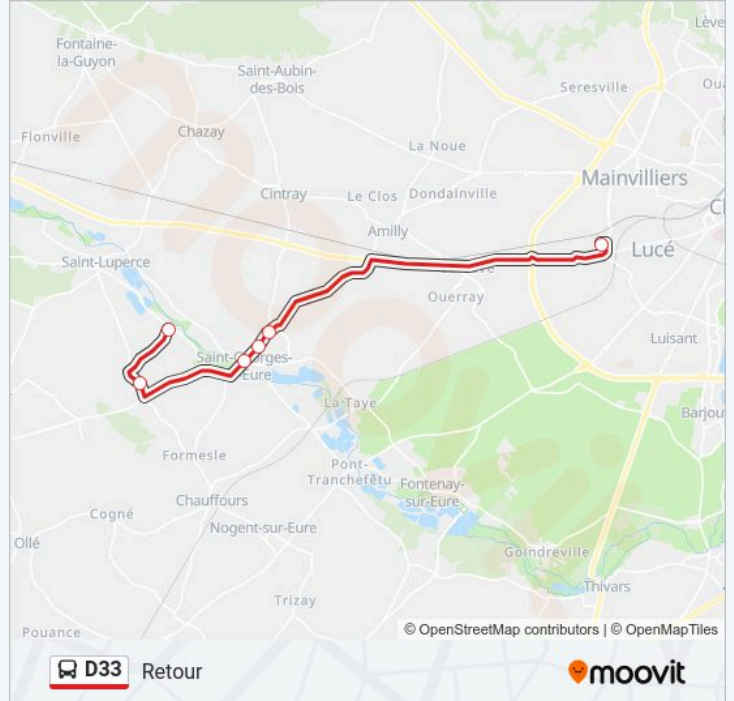 Lève
Fontaine-
la-Guyon
Saint-Aubin-
des-Bois
Seresville
Oua
Flonville
Chazay
La Noue
Mainvilliers
Cintray
Le Clos
Dondainville
Amilly
Lucé
Saint-Luperce
Ouerray
Luisant
Saint-Georges-
Eure
La Taye
Barjou
Formesle
Pont-
Tranchefêtu
Fontenay-
sur-Eure
Chauffours
Cogné
Nogent-sur-Eure
Ollé
Goindreville
Thivars
Trizay
Pouance
© OpenStreetMap contributors | © OpenMapTiles
D33
Retour
moovit